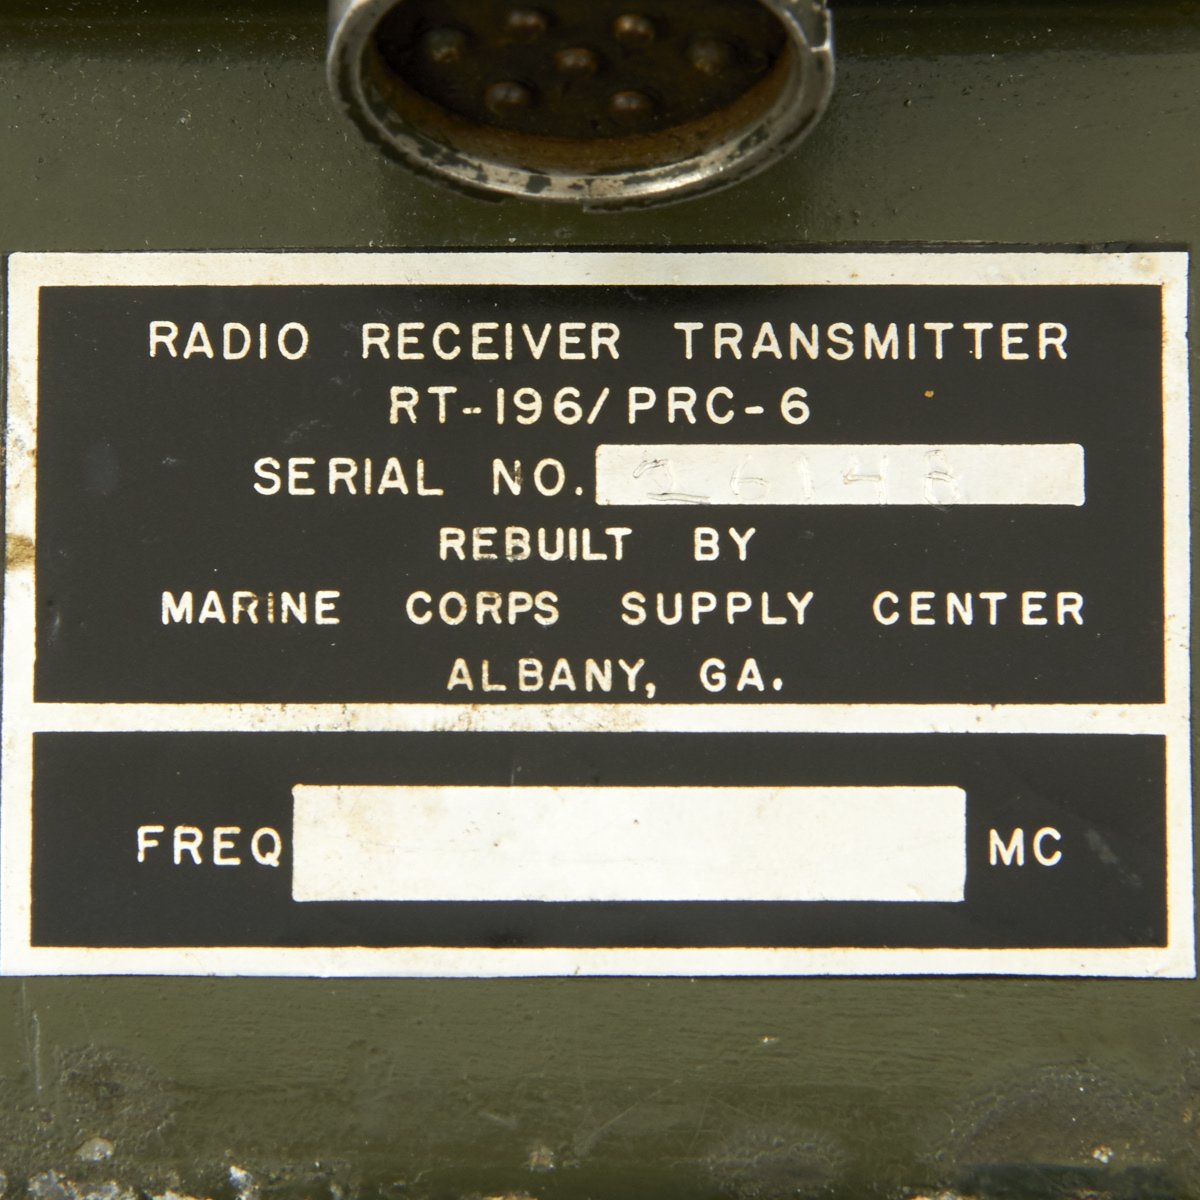 RADIO RECEIVER TRANSMITTER
RT-196/PRC-6
SERIAL NO. 26148
REBUILT BY
MARINE CORPS SUPPLY CENTER
ALBANY, GA.
FREQ MC